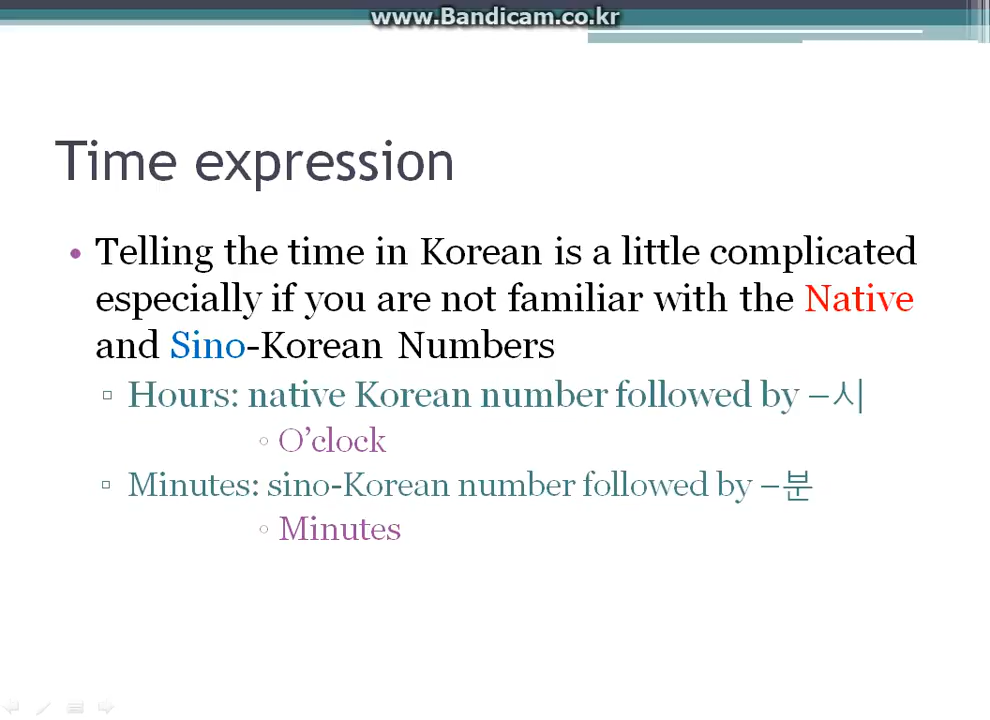 www.Bandicam.co.kr
Time expression
• Telling the time in Korean is a little complicated
especially if you are not familiar with the Native
and Sino-Korean Numbers
▫ Hours: native Korean number followed by –시
◦ O’clock
▫ Minutes: sino-Korean number followed by –분
◦ Minutes